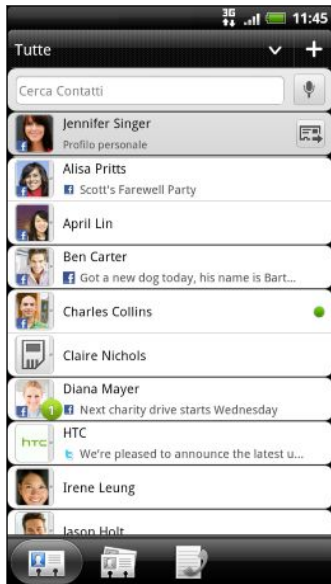 3G 11:45
Tutte
Cerca Contatti
Jennifer Singer
Profilo personale
Alisa Pritts
Scott's Farewell Party
April Lin
Ben Carter
Got a new dog today, his name is Bart...
Charles Collins
Claire Nichols
Diana Mayer
1 Next charity drive starts Wednesday
HTC
hTC We're pleased to announce the latest u...
Irene Leung
Jason Holt